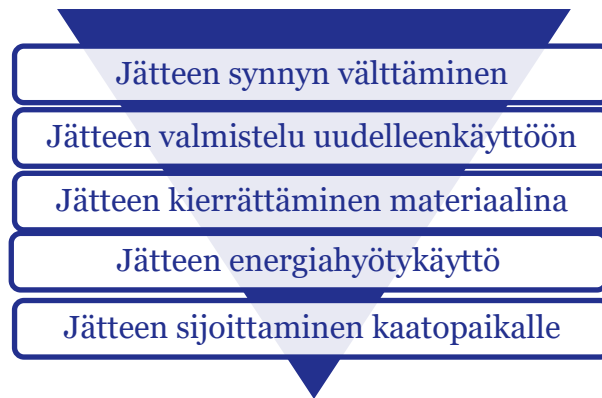 Jätteen synnyn välttäminen
Jätteen valmistelu uudelleenkäyttöön
Jätteen kierrättäminen materiaalina
Jätteen energiahyötykäyttö
Jätteen sijoittaminen kaatopaikalle